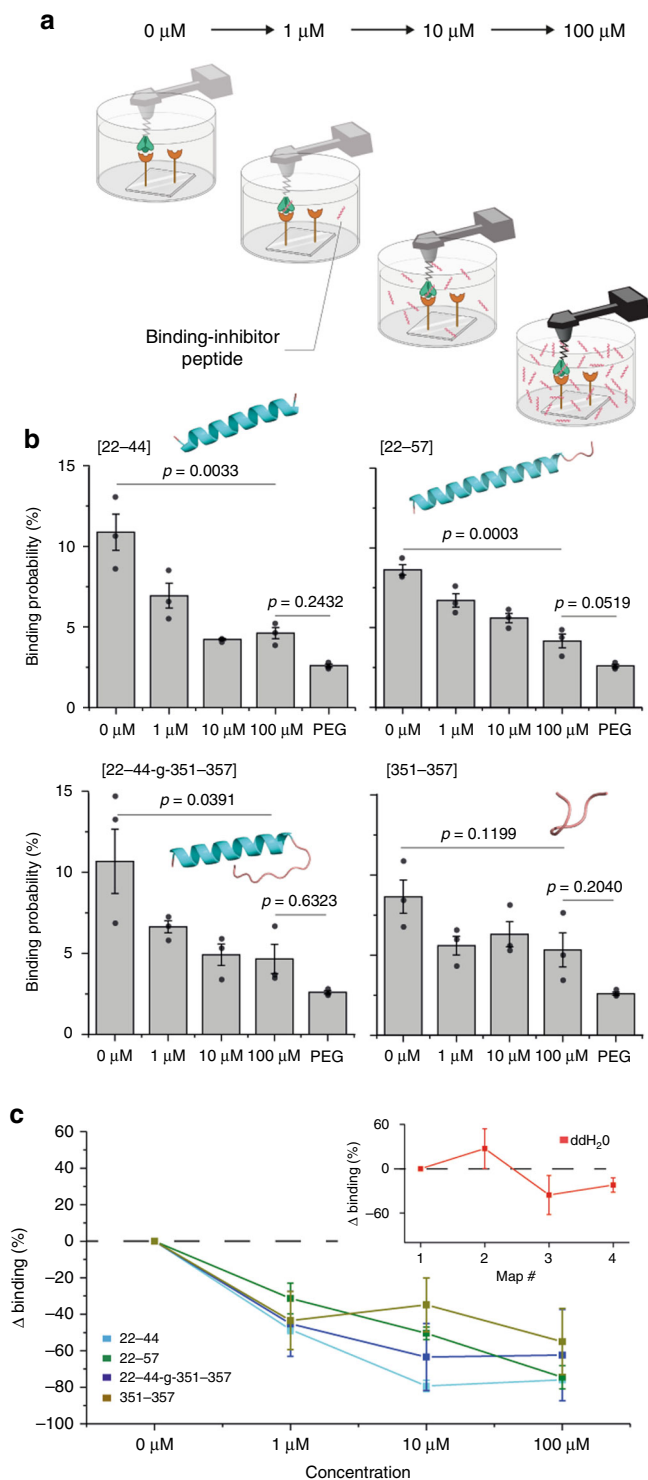 a
0 μM 1 μM 10 μM 100 μM
Binding-inhibitor
peptide
b
[22–44]
15
10
5
0
Binding probability (%)
p = 0.0033
p = 0.2432
0 μM 1 μM 10 μM 100 μM PEG
[22–57]
p = 0.0003
p = 0.0519
0 μM 1 μM 10 μM 100 μM PEG
[22–44-g-351–357]
15
10
5
0
Binding probability (%)
p = 0.0391
p = 0.6323
0 μM 1 μM 10 μM 100 μM PEG
[351–357]
p = 0.1199
p = 0.2040
0 μM 1 μM 10 μM 100 μM PEG
c
60
40
20
0
−20
−40
−60
−80
−100
Δ binding (%)
22–44
22–57
22–44-g-351–357
351–357
0 μM 1 μM 10 μM 100 μM
Concentration
60
0
−60
Δ binding (%)
ddH₂0
1 2 3 4
Map #